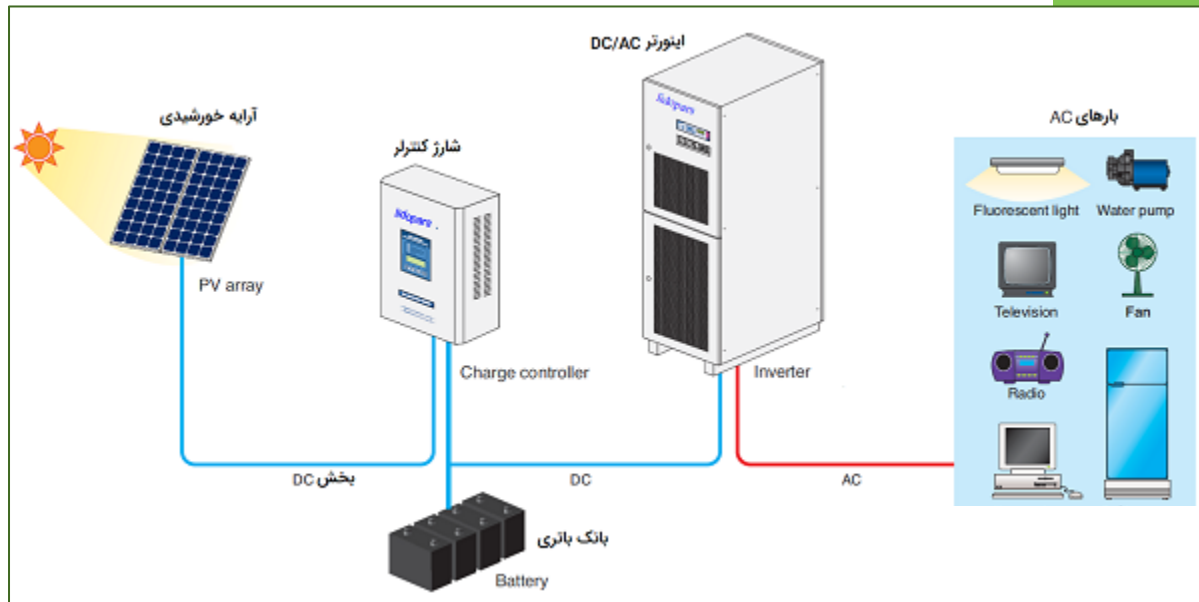 اینورتر DC/AC
آرایه خورشیدی
بارهای AC
شارژ کنترلر
Fluorescent light
Water pump
PV array
Television
Fan
Charge controller
Inverter
Radio
بخش DC
DC
AC
بانک باتری
Battery